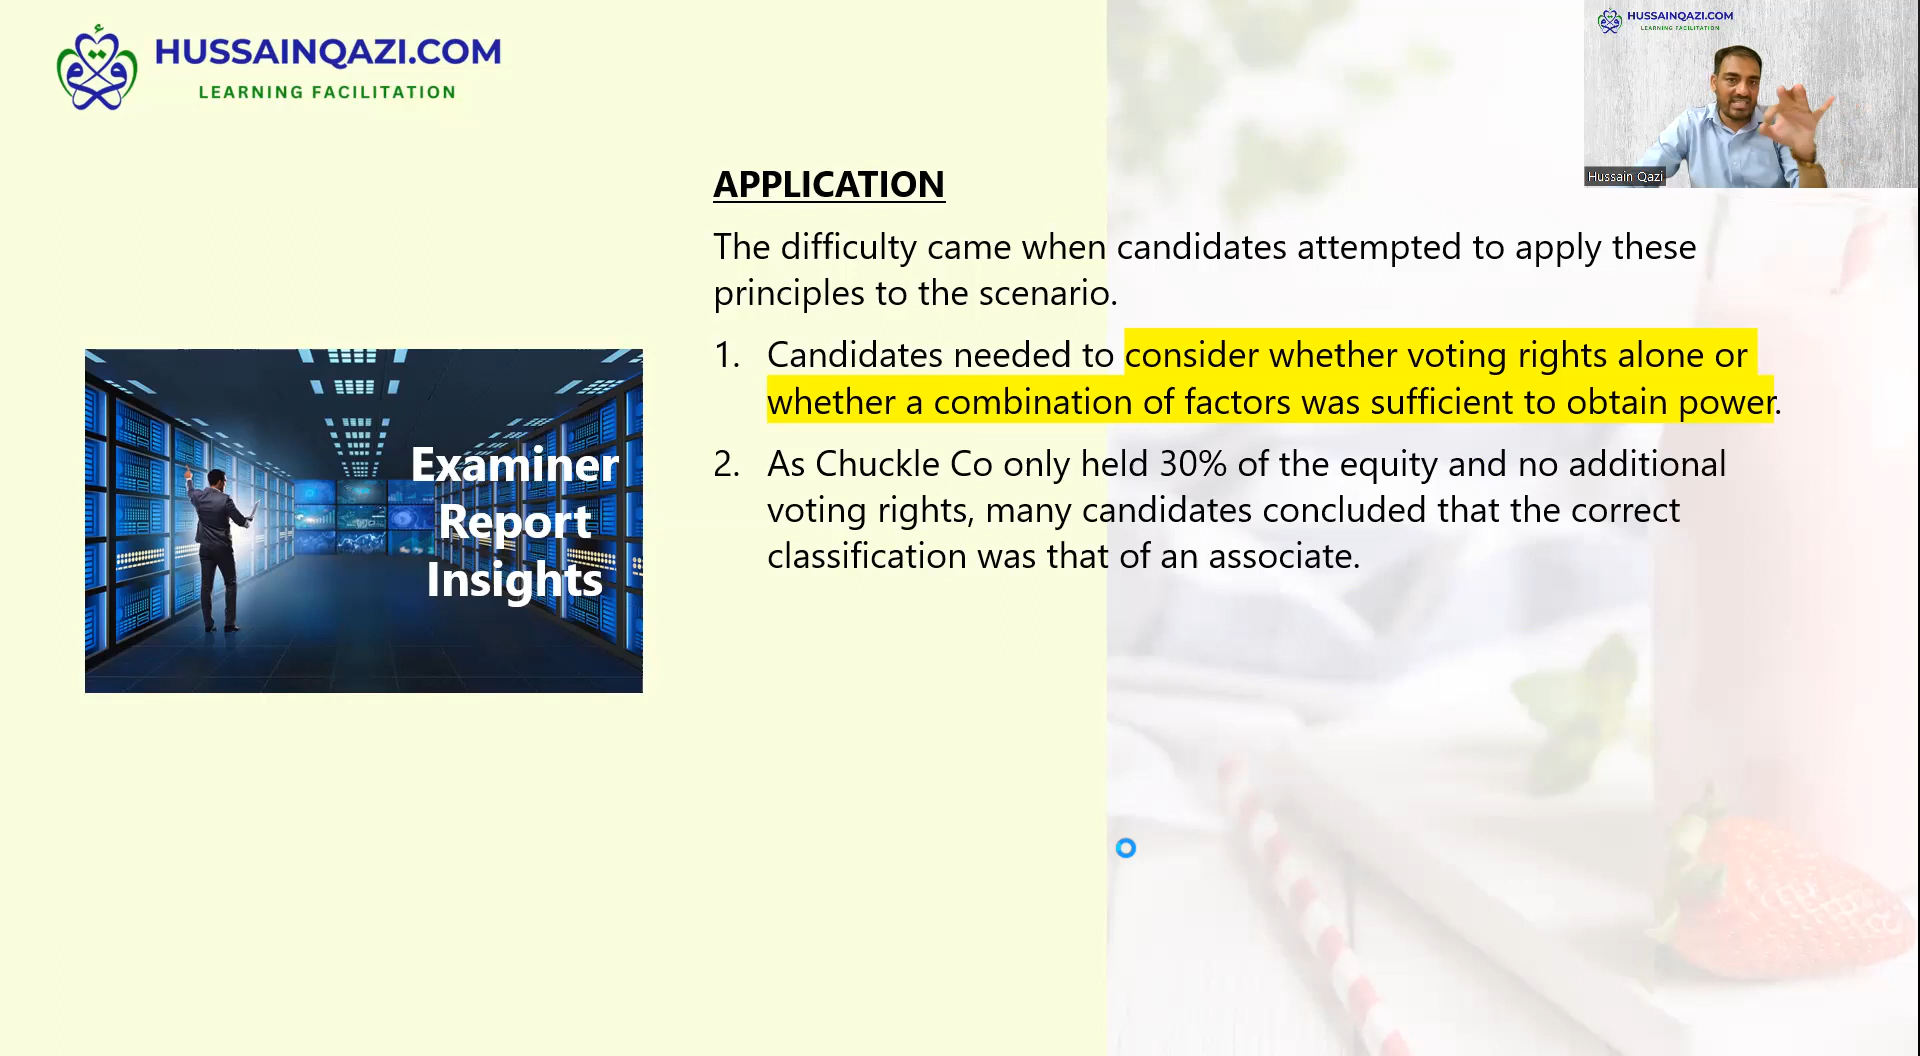 HUSSAINQAZI.COM
LEARNING FACILITATION
HUSSAINQAZI.COM
LEARNING FACILITATION
Hussain Qazi
APPLICATION
The difficulty came when candidates attempted to apply these
principles to the scenario.
1. Candidates needed to consider whether voting rights alone or
whether a combination of factors was sufficient to obtain power.
2. As Chuckle Co only held 30% of the equity and no additional
voting rights, many candidates concluded that the correct
classification was that of an associate.
Examiner
Report
Insights